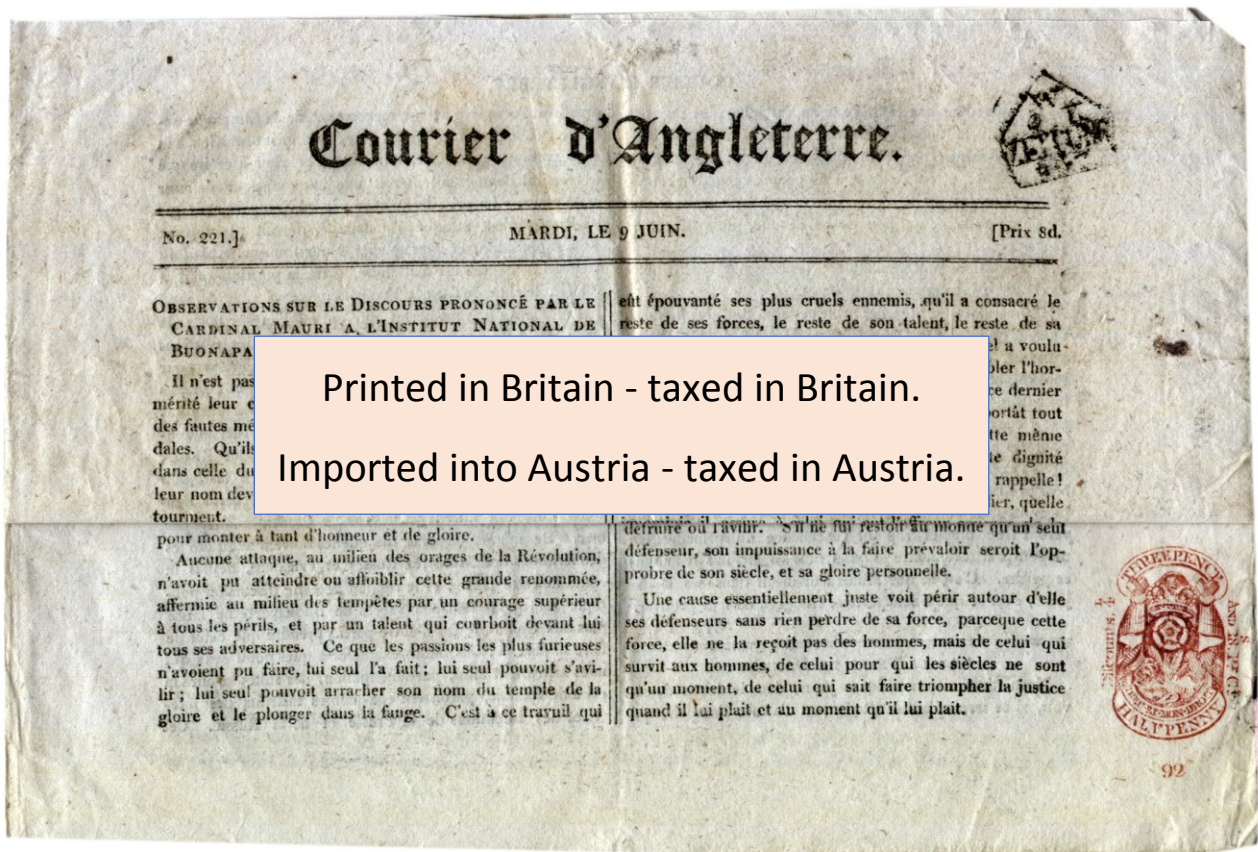 Courier d'Angleterre.
No. 221.]
MARDI, LE 9 JUIN.
[Prix 8d.
OBSERVATIONS SUR LE DISCOURS PRONONCÉ PAR LE
CARDINAL MAURI A L'INSTITUT NATIONAL DE
BUONAPA
Il n'est pas
mérité leur
des fautes
dales. Qu'ils
dans celle du
leur nom
tourment.
pour monter à tant d'honneur et de gloire.
Aucune attaque, au milieu des orages de la Révolution,
n'avoit pu atteindre ou affoiblir cette grande renommée,
affermie au milieu des tempêtes par un courage supérieur
à tous les périls, et par un talent qui courboit devant lui
tous ses adversaires. Ce que les passions les plus furieuses
n'avoient pu faire, lui seul l'a fait; lui seul pouvoit s'avi-
lir; lui seul pouvoit arracher son nom du temple de la
gloire et le plonger dans la fange. C'est à ce travail qui
eût épouvanté ses plus cruels ennemis, qu'il a consacré le
reste de ses forces, le reste de son talent, le reste de sa
a voulu
l'hor-
ce dernier
tout
même
dignité
rappelle!
quelle
qu'un seul
défenseur, son impuissance à la faire prévaloir seroit l'op-
probre de son siècle, et sa gloire personnelle.
Une cause essentiellement juste voit périr autour d'elle
ses défenseurs sans rien perdre de sa force, parceque cette
force, elle ne la reçoit pas des hommes, mais de celui qui
survit aux hommes, de celui pour qui les siècles ne sont
qu'un moment, de celui qui sait faire triompher la justice
quand il lui plait et au moment qu'il lui plait.
Printed in Britain - taxed in Britain.
Imported into Austria - taxed in Austria.
THREEPENCE
HALFPENNY
92